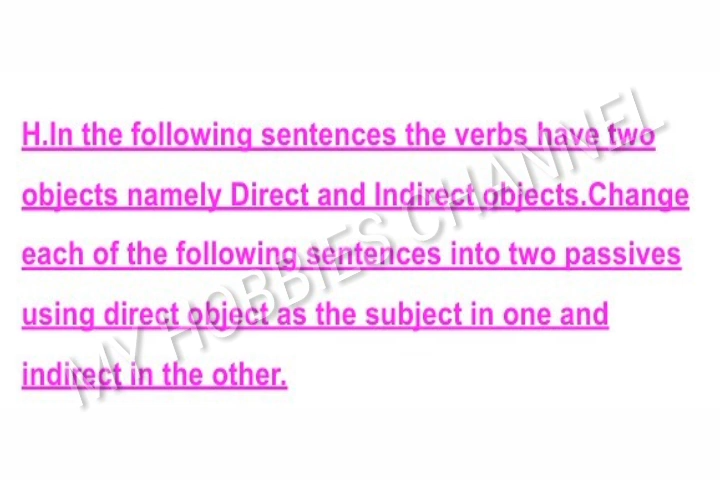 H.In the following sentences the verbs have two
objects namely Direct and Indirect objects.Change
each of the following sentences into two passives
using direct object as the subject in one and
indirect in the other.
MY HOBBIES CHANNEL